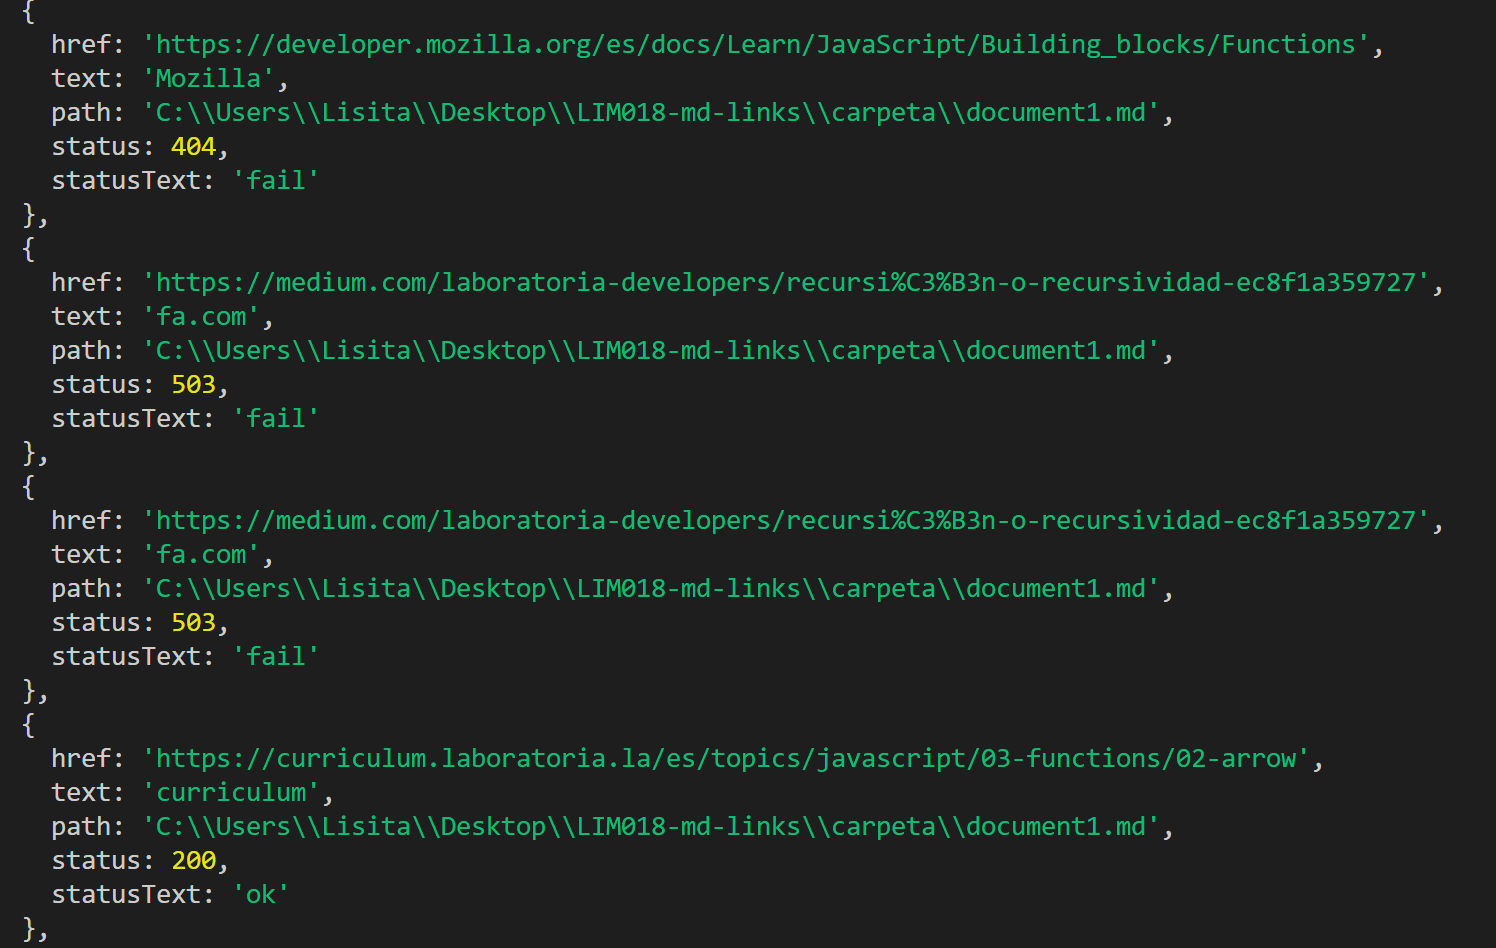 {
href: 'https://developer.mozilla.org/es/docs/Learn/JavaScript/Building_blocks/Functions',
text: 'Mozilla',
path: 'C:\\Users\\Lisita\\Desktop\\LIM018-md-links\\carpeta\\document1.md',
status: 404,
statusText: 'fail'
},
{
href: 'https://medium.com/laboratoria-developers/recursi%C3%B3n-o-recursividad-ec8f1a359727',
text: 'fa.com',
path: 'C:\\Users\\Lisita\\Desktop\\LIM018-md-links\\carpeta\\document1.md',
status: 503,
statusText: 'fail'
},
{
href: 'https://medium.com/laboratoria-developers/recursi%C3%B3n-o-recursividad-ec8f1a359727',
text: 'fa.com',
path: 'C:\\Users\\Lisita\\Desktop\\LIM018-md-links\\carpeta\\document1.md',
status: 503,
statusText: 'fail'
},
{
href: 'https://curriculum.laboratoria.la/es/topics/javascript/03-functions/02-arrow',
text: 'curriculum',
path: 'C:\\Users\\Lisita\\Desktop\\LIM018-md-links\\carpeta\\document1.md',
status: 200,
statusText: 'ok'
},